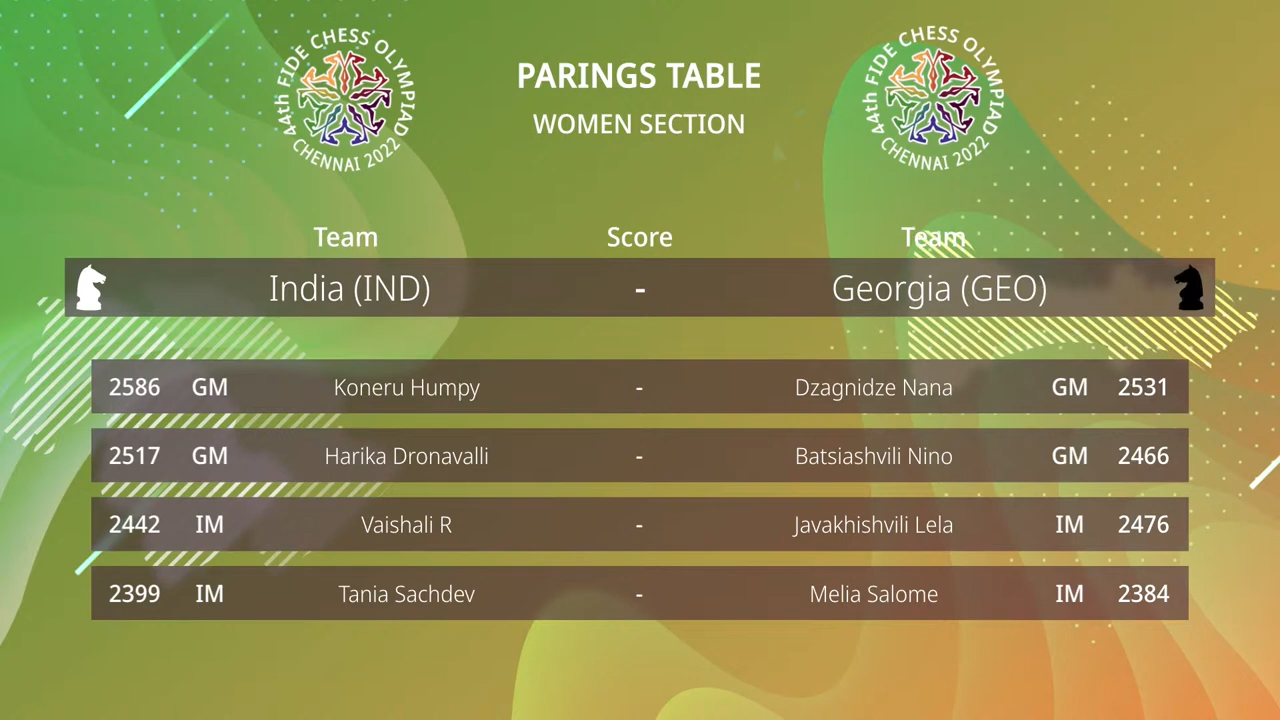 44th FIDE CHESS OLYMPIAD
CHENNAI 2022
PARINGS TABLE
WOMEN SECTION
44th FIDE CHESS OLYMPIAD
CHENNAI 2022
Team Score Team
India (IND) - Georgia (GEO)
2586 GM Koneru Humpy - Dzagnidze Nana GM 2531
2517 GM Harika Dronavalli - Batsiashvili Nino GM 2466
2442 IM Vaishali R - Javakhishvili Lela IM 2476
2399 IM Tania Sachdev - Melia Salome IM 2384